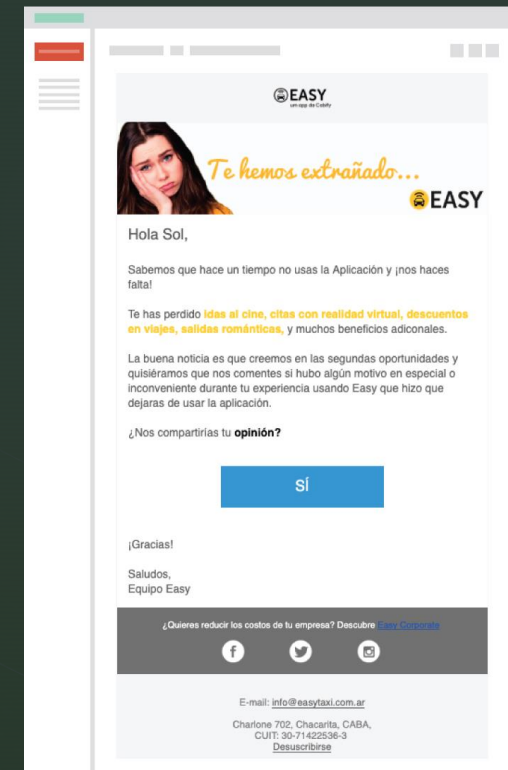 EASY
un app de Cabify
Te hemos extrañado...
EASY
Hola Sol,
Sabemos que hace un tiempo no usas la Aplicación y ¡nos haces
falta!
Te has perdido idas al cine, citas con realidad virtual, descuentos
en viajes, salidas románticas, y muchos beneficios adiconales.
La buena noticia es que creemos en las segundas oportunidades y
quisiéramos que nos comentes si hubo algún motivo en especial o
inconveniente durante tu experiencia usando Easy que hizo que
dejaras de usar la aplicación.
¿Nos compartirías tu opinión?
SÍ
¡Gracias!
Saludos,
Equipo Easy
¿Quieres reducir los costos de tu empresa? Descubre Easy Corporate
E-mail: info@easytaxi.com.ar
Charlone 702, Chacarita, CABA,
CUIT: 30-71422536-3
Desuscribirse